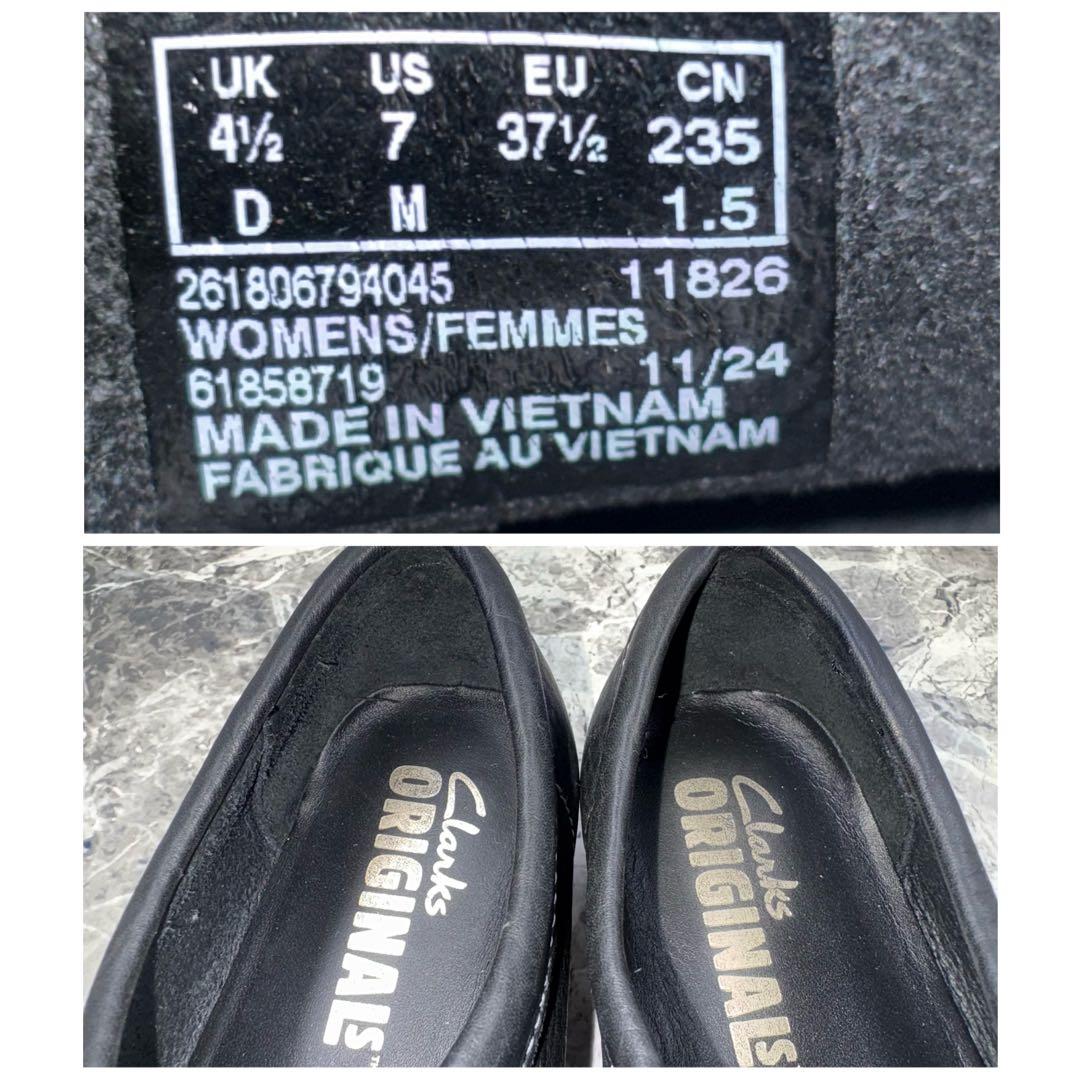 UK US EU CN
4½ 7 37½ 235
D M 1.5
261806794045 11826
WOMENS/FEMMES
61858719 11/24
MADE IN VIETNAM
FABRIQUE AU VIETNAM
Clarks
ORIGINALS™
Clarks
ORIGINALS